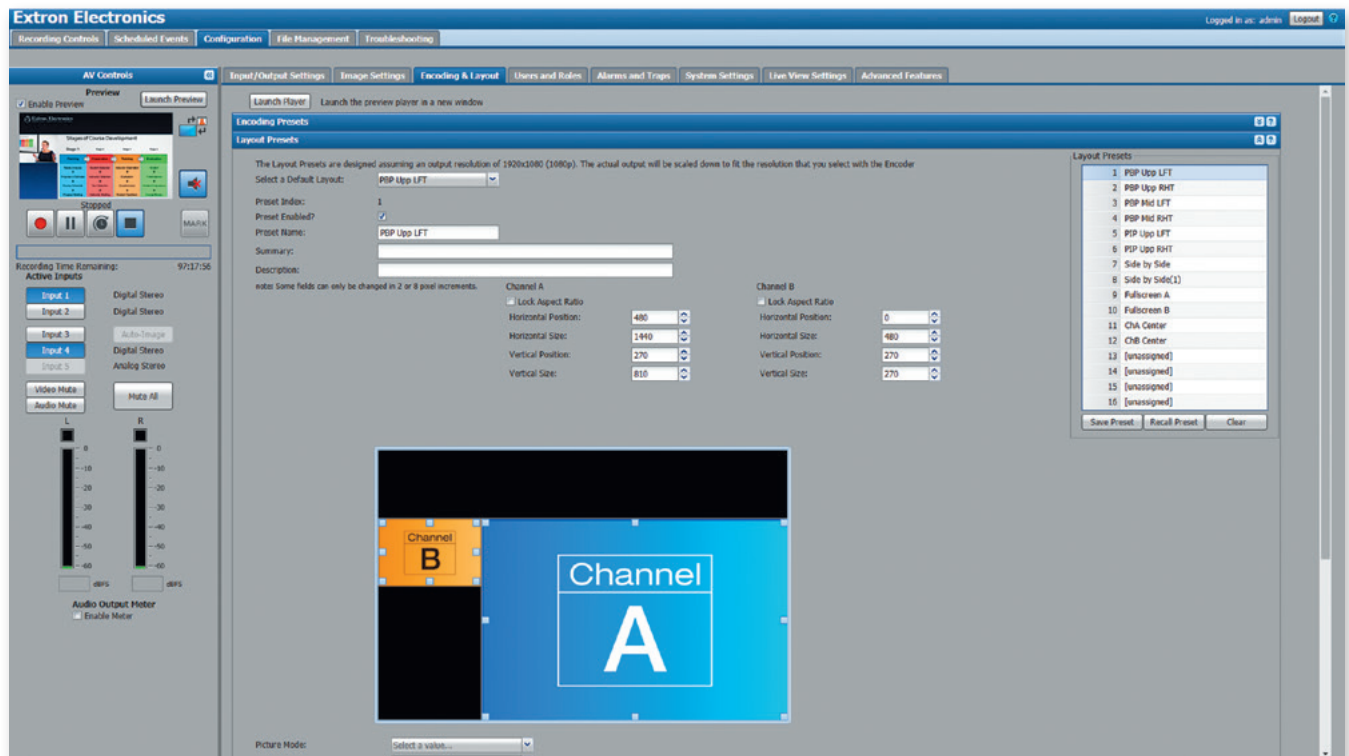 Extron Electronics
Logged in as: admin Logout
Recording Controls Scheduled Events Configuration File Management Troubleshooting
AV Controls
Preview
Enable Preview Launch Preview
Extron Electronics
Stages of Course Development
Stopped
MARK
Recording Time Remaining: 97:17:56
Active Inputs
Input 1 Digital Stereo
Input 2 Digital Stereo
Input 3 Auto-Image
Input 4 Digital Stereo
Input 5 Analog Stereo
Video Mute
Audio Mute
Mute All
L R
0 0
-10 -10
-20 -20
-30 -30
-40 -40
-50 -50
-60 -60
dBFS dBFS
Audio Output Meter
Enable Meter
Input/Output Settings Image Settings Encoding & Layout Users and Roles Alarms and Traps System Settings Live View Settings Advanced Features
Launch Player Launch the preview player in a new window
Encoding Presets
Layout Presets
The Layout Presets are designed assuming an output resolution of 1920x1080 (1080p). The actual output will be scaled down to fit the resolution that you select with the Encoder
Select a Default Layout: PBP Upp LFT
Preset Index: 1
Preset Enabled?
Preset Name: PBP Upp LFT
Summary:
Description:
note: Some fields can only be changed in 2 or 8 pixel increments.
Channel A
Lock Aspect Ratio
Horizontal Position: 480
Horizontal Size: 1440
Vertical Position: 270
Vertical Size: 810
Channel B
Lock Aspect Ratio
Horizontal Position: 0
Horizontal Size: 480
Vertical Position: 270
Vertical Size: 270
Layout Presets
1 PBP Upp LFT
2 PBP Upp RHT
3 PBP Mid LFT
4 PBP Mid RHT
5 PIP Upp LFT
6 PIP Upp RHT
7 Side by Side
8 Side by Side(1)
9 Fullscreen A
10 Fullscreen B
11 ChA Center
12 ChB Center
13 [unassigned]
14 [unassigned]
15 [unassigned]
16 [unassigned]
Save Preset Recall Preset Clear
Channel
B
Channel
A
Picture Mode: Select a value...